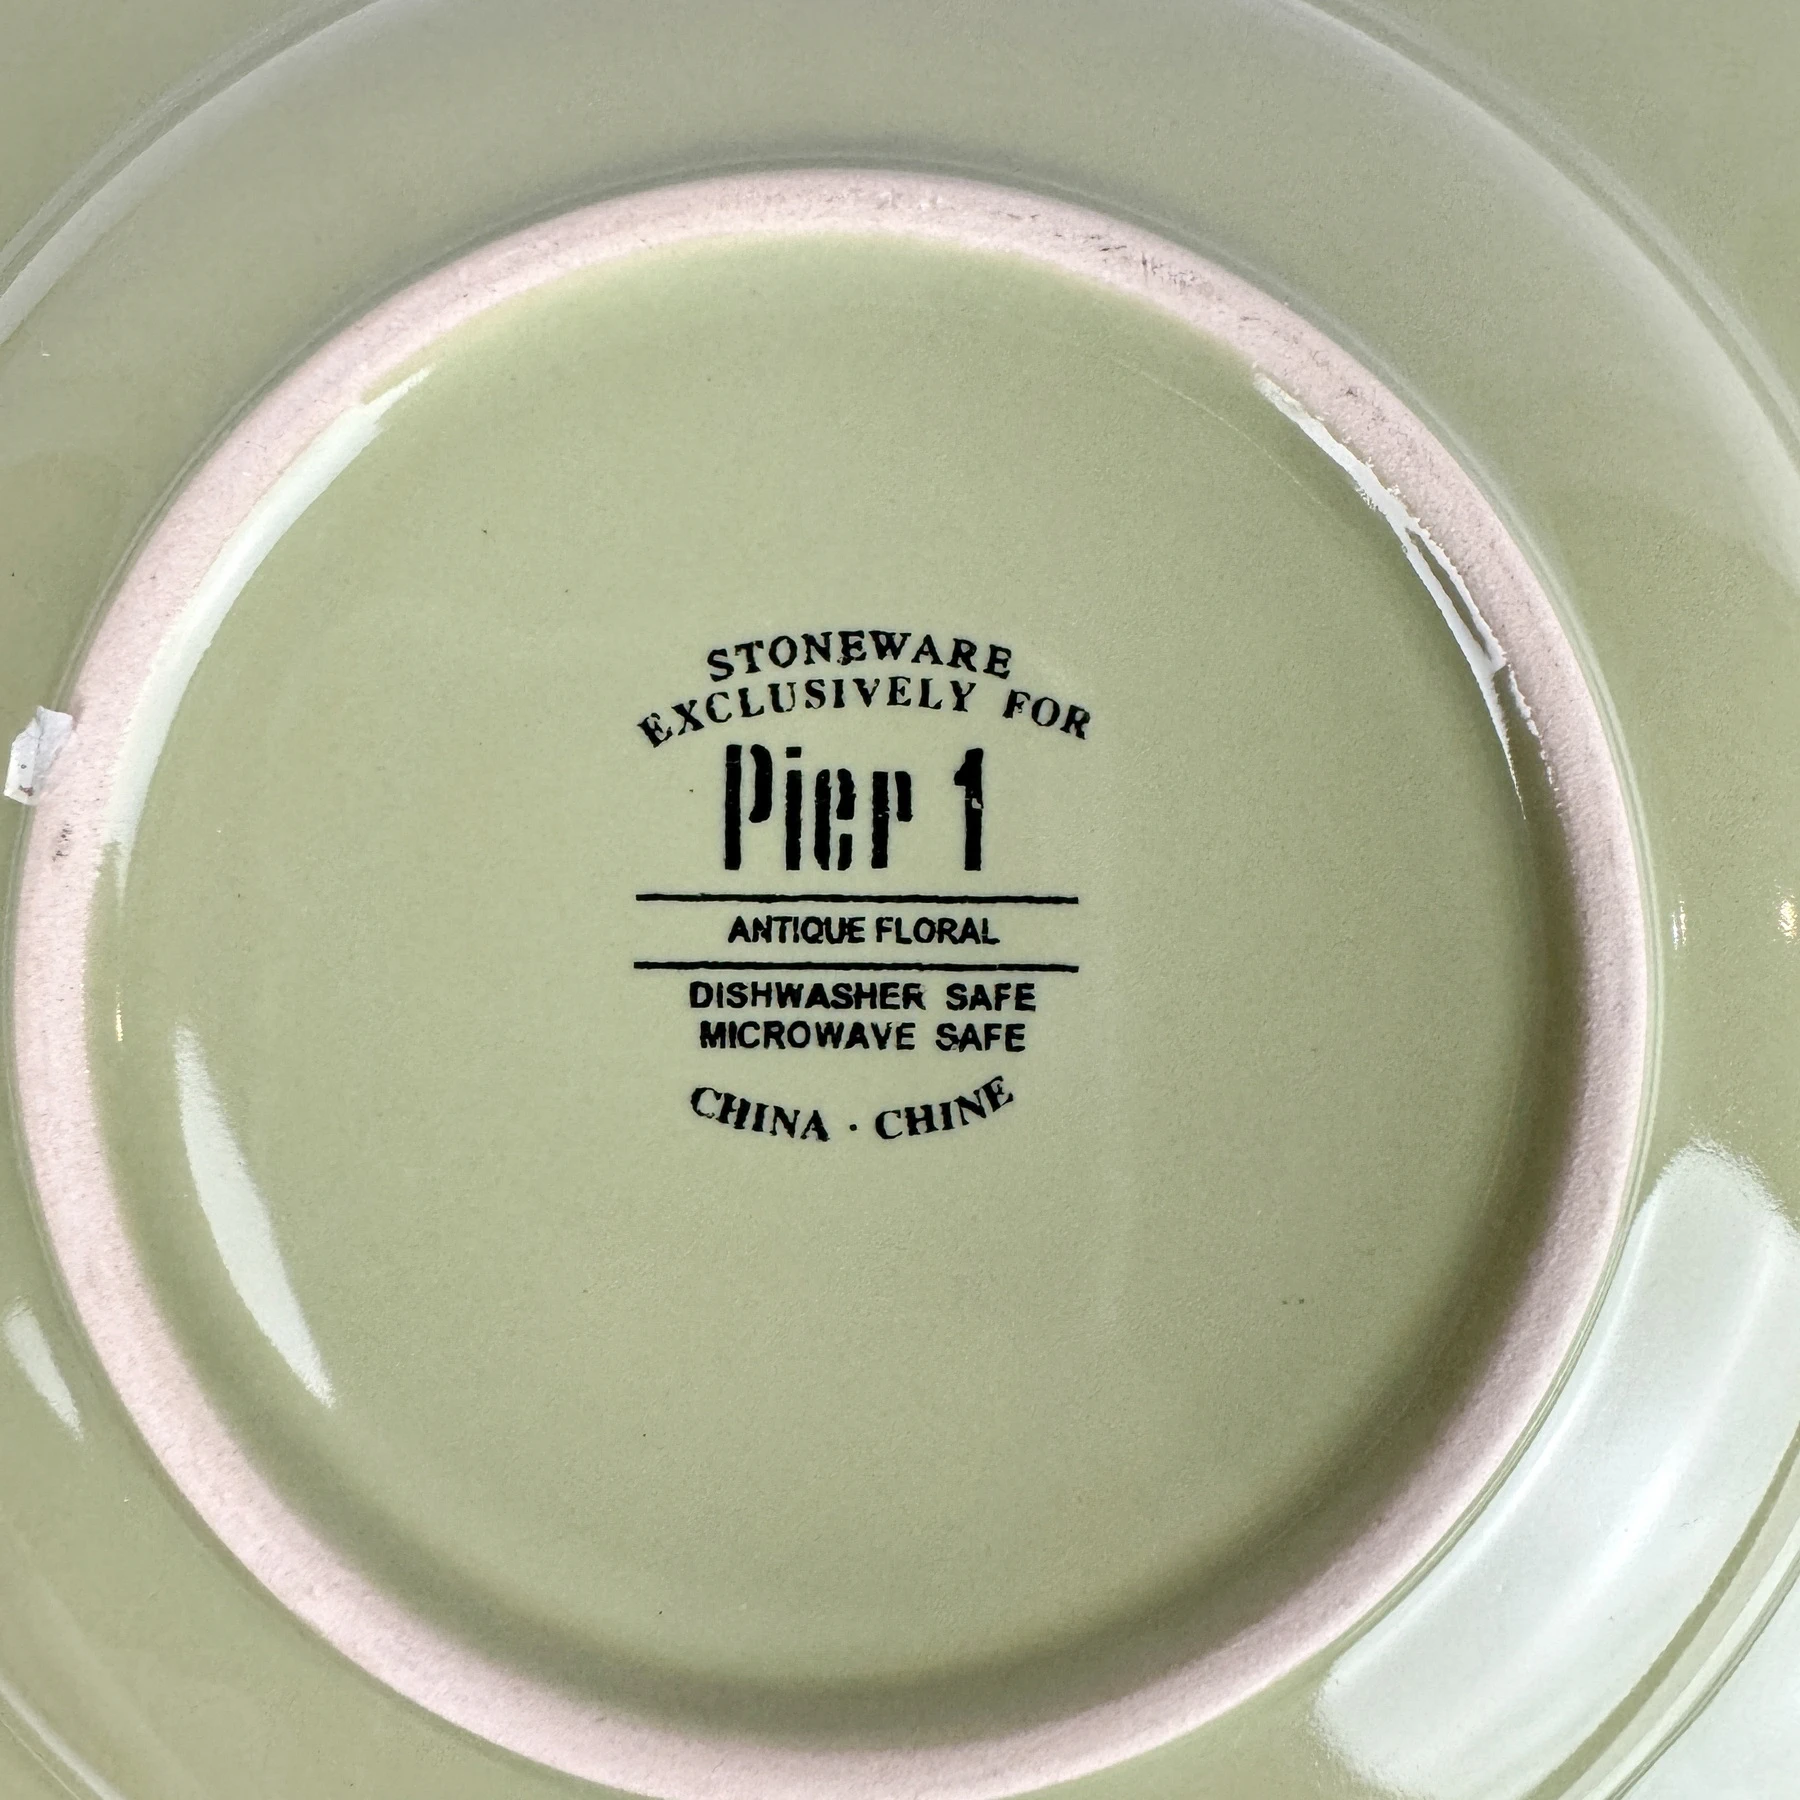 STONEWARE
EXCLUSIVELY FOR
Pier 1
ANTIQUE FLORAL
DISHWASHER SAFE
MICROWAVE SAFE
CHINA · CHINE